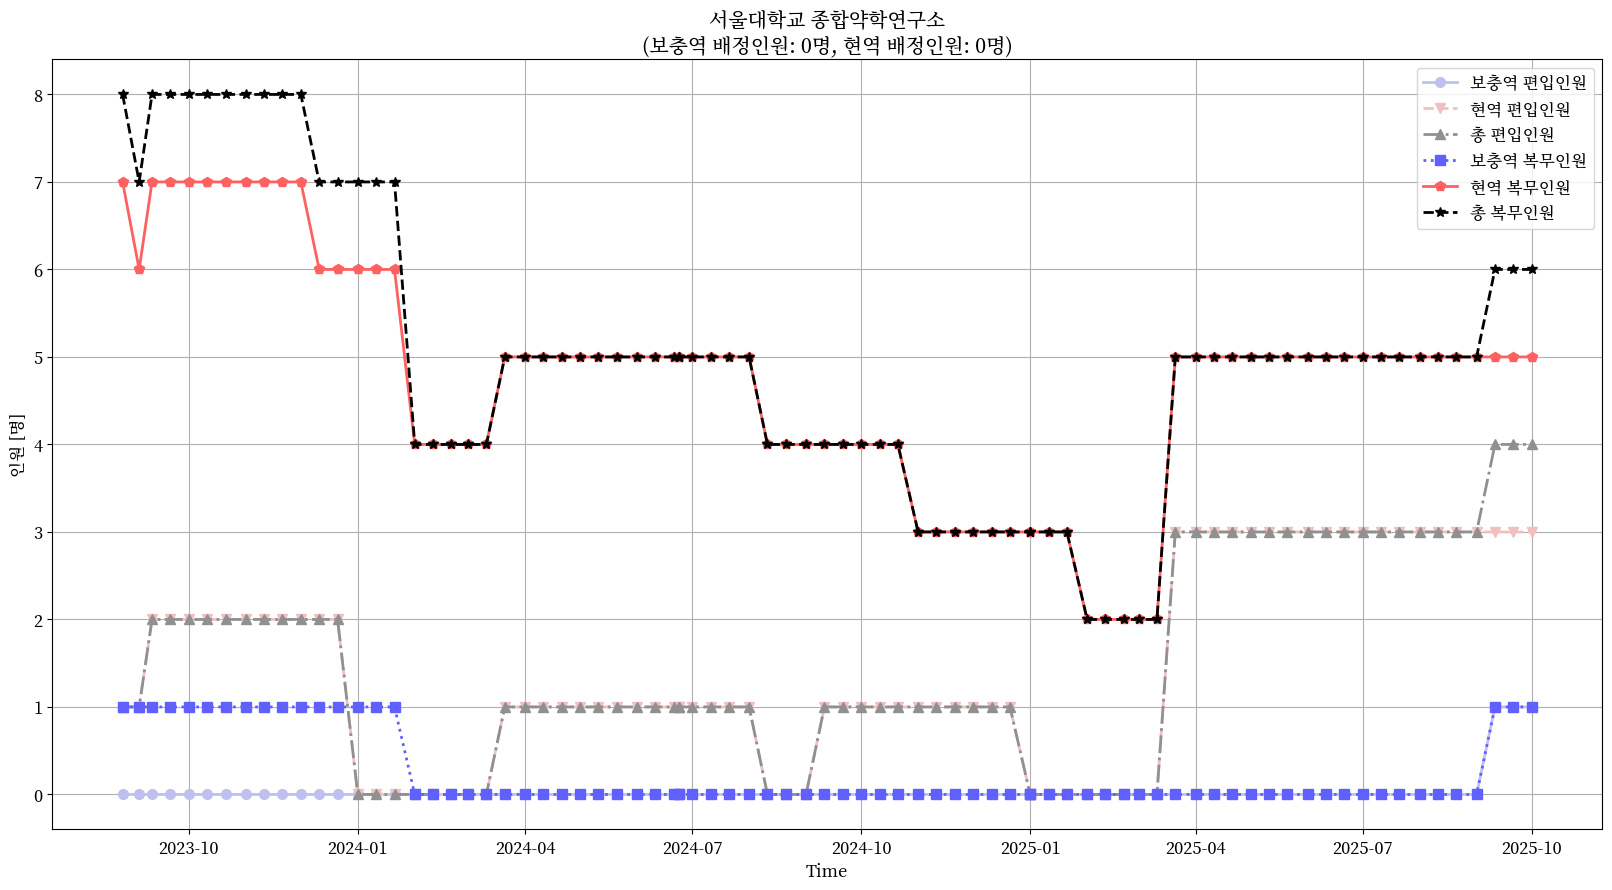 서울대학교 종합약학연구소
(보충역 배정인원: 0명, 현역 배정인원: 0명)
보충역 편입인원
현역 편입인원
총 편입인원
보충역 복무인원
현역 복무인원
총 복무인원
인원 [명]
8
7
6
5
4
3
2
1
0
2023-10 2024-01 2024-04 2024-07 2024-10 2025-01 2025-04 2025-07 2025-10
Time